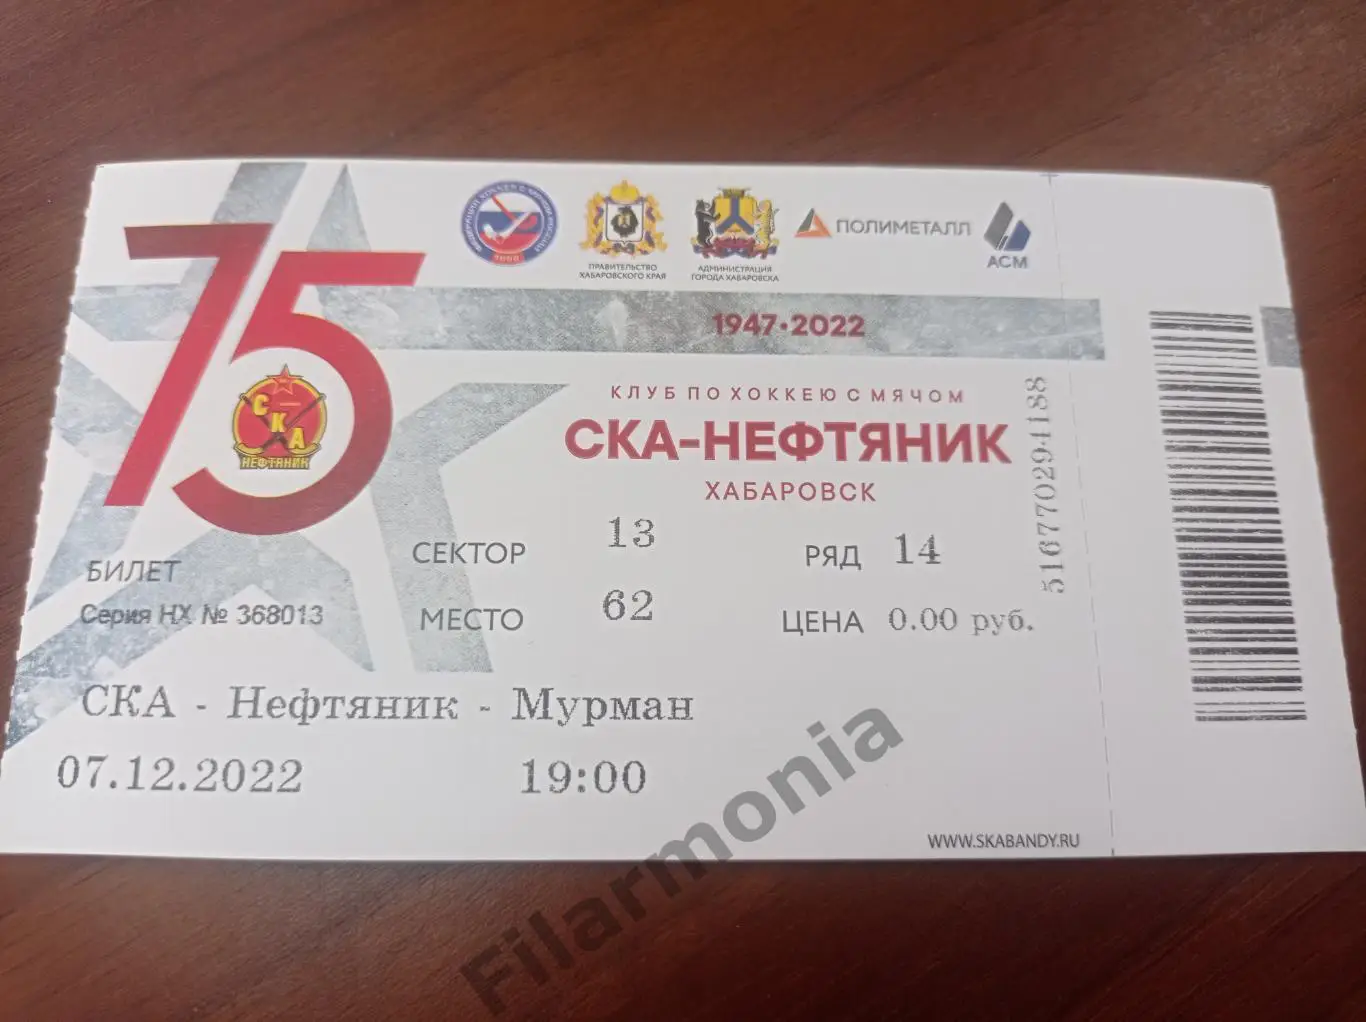 75
СКА
НЕФТЯНИК
ПРАВИТЕЛЬСТВО
ХАБАРОВСКОГО КРАЯ
АДМИНИСТРАЦИЯ
ГОРОДА ХАБАРОВСКА
ПОЛИМЕТАЛЛ
АСМ
1947·2022
КЛУБ ПО ХОККЕЮ С МЯЧОМ
СКА-НЕФТЯНИК
ХАБАРОВСК
БИЛЕТ
Серия НХ № 368013
СЕКТОР 13
РЯД 14
МЕСТО 62
ЦЕНА 0.00 руб.
СКА - Нефтяник - Мурман
07.12.2022 19:00
516770294188
WWW.SKABANDY.RU
Filarmonia